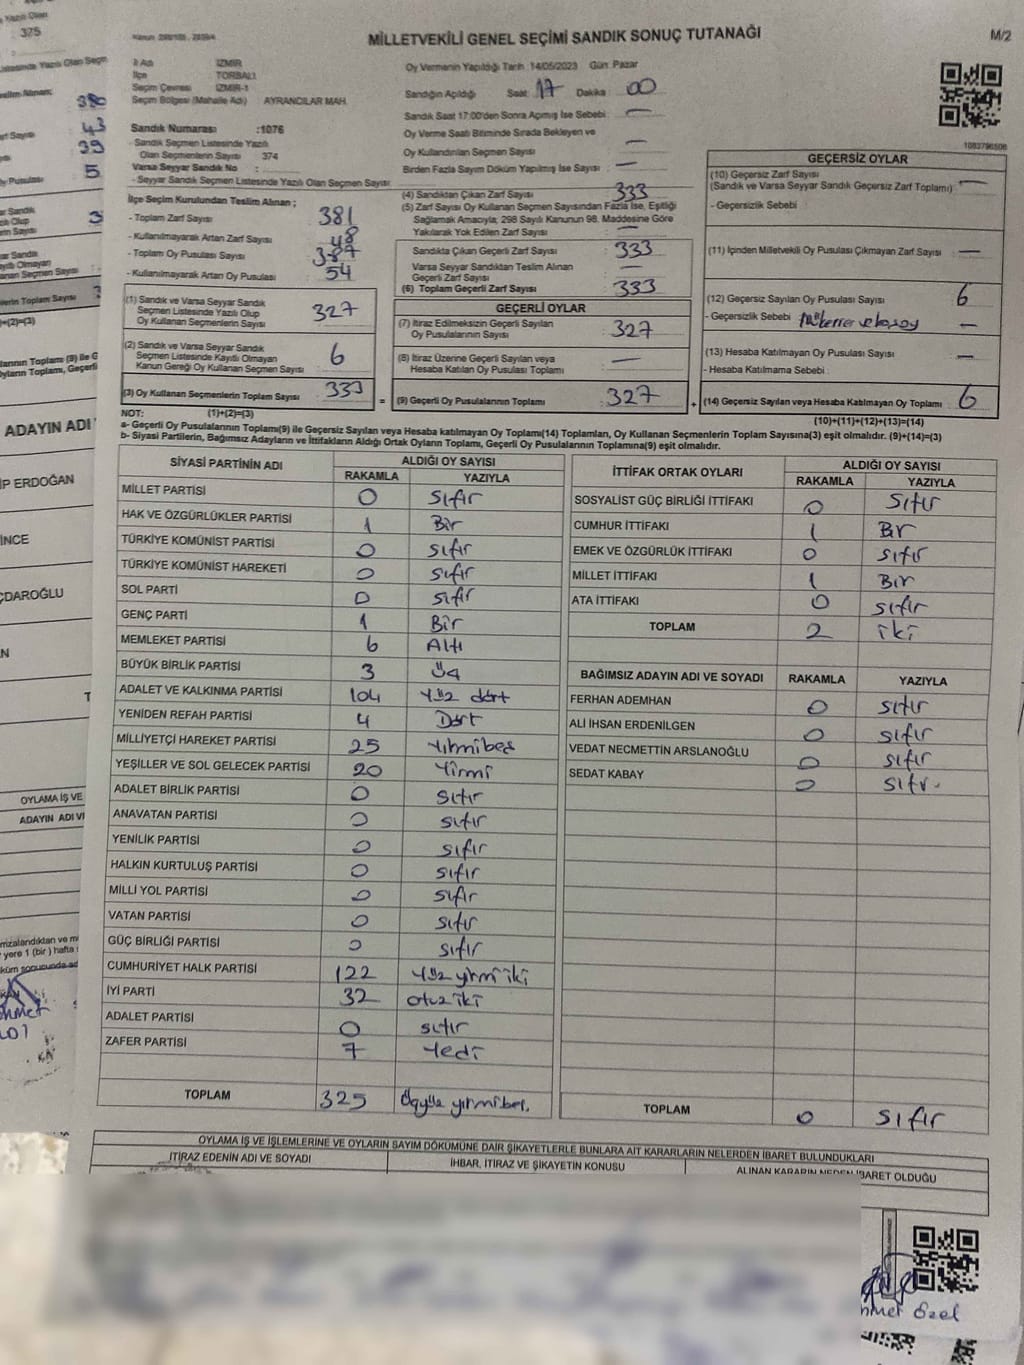 MİLLETVEKİLİ GENEL SEÇİMİ SANDIK SONUÇ TUTANAĞI
M/2
İl Adı İZMİR
İlçe TORBALI
Seçim Çevresi İZMİR-1
Seçim Bölgesi (Mahalle Adı) AYRANCILAR MAH.
Sandık Numarası :1076
- Sandık Seçmen Listesinde Yazılı
Olan Seçmenlerin Sayısı 374
Varsa Seyyar Sandık No :
- Seyyar Sandık Seçmen Listesinde Yazılı Olan Seçmen Sayısı :
Oy Vermenin Yapıldığı Tarih :14/05/2023 Gün: Pazar
Sandığın Açıldığı Saat: 17 Dakika : 00
Sandık Saat 17:00'den Sonra Açılmış İse Sebebi : —
Oy Verme Saati Bitiminde Sırada Bekleyen ve
Oy Kullandırılan Seçmen Sayısı : —
Birden Fazla Sayım Döküm Yapılmış İse Sayısı : —
1083796506
İlçe Seçim Kurulundan Teslim Alınan ;
- Toplam Zarf Sayısı : 381
- Kullanılmayarak Artan Zarf Sayısı : 48
- Toplam Oy Pusulası Sayısı : 387
- Kullanılmayarak Artan Oy Pusulası : 54
(1) Sandık ve Varsa Seyyar Sandık
Seçmen Listesinde Yazılı Olup
Oy Kullanan Seçmenlerin Sayısı : 327
(2) Sandık ve Varsa Seyyar Sandık
Seçmen Listesinde Kayıtlı Olmayan
Kanun Gereği Oy Kullanan Seçmen Sayısı : 6
(3) Oy Kullanan Seçmenlerin Toplam Sayısı : 333
(4) Sandıktan Çıkan Zarf Sayısı : 333
(5) Zarf Sayısı Oy Kullanan Seçmen Sayısından Fazla İse, Eşitliği
Sağlamak Amacıyla; 298 Sayılı Kanunun 98. Maddesine Göre
Yakılarak Yok Edilen Zarf Sayısı : —
Sandıkta Çıkan Geçerli Zarf Sayısı : 333
Varsa Seyyar Sandıktan Teslim Alınan
Geçerli Zarf Sayısı : —
(6) Toplam Geçerli Zarf Sayısı : 333
GEÇERLİ OYLAR
(7) İtiraz Edilmeksizin Geçerli Sayılan
Oy Pusulalarının Sayısı : 327
(8) İtiraz Üzerine Geçerli Sayılan veya
Hesaba Katılan Oy Pusulası Toplamı : —
= (9) Geçerli Oy Pusulalarının Toplamı : 327
GEÇERSİZ OYLAR
(10) Geçersiz Zarf Sayısı
(Sandık ve Varsa Seyyar Sandık Geçersiz Zarf Toplamı) : —
- Geçersizlik Sebebi :
(11) İçinden Milletvekili Oy Pusulası Çıkmayan Zarf Sayısı : —
(12) Geçersiz Sayılan Oy Pusulası Sayısı : 6
- Geçersizlik Sebebi :
(13) Hesaba Katılmayan Oy Pusulası Sayısı : —
- Hesaba Katılmama Sebebi :
+ (14) Geçersiz Sayılan veya Hesaba Katılmayan Oy Toplamı : 6
NOT: (1)+(2)=(3)
(10)+(11)+(12)+(13)=(14)
a- Geçerli Oy Pusulalarının Toplamı(9) ile Geçersiz Sayılan veya Hesaba katılmayan Oy Toplamı(14) Toplamları, Oy Kullanan Seçmenlerin Toplam Sayısına(3) eşit olmalıdır. (9)+(14)=(3)
b- Siyasi Partilerin, Bağımsız Adayların ve İttifakların Aldığı Ortak Oyların Toplamı, Geçerli Oy Pusulalarının Toplamına(9) eşit olmalıdır.
SİYASİ PARTİNİN ADI ALDIĞI OY SAYISI
RAKAMLA YAZIYLA
MİLLET PARTİSİ 0 sıfır
HAK VE ÖZGÜRLÜKLER PARTİSİ 1 Bir
TÜRKİYE KOMÜNİST PARTİSİ 0 sıfır
TÜRKİYE KOMÜNİST HAREKETİ 0 sıfır
SOL PARTİ 0 sıfır
GENÇ PARTİ 1 Bir
MEMLEKET PARTİSİ 6 Altı
BÜYÜK BİRLİK PARTİSİ 3 üç
ADALET VE KALKINMA PARTİSİ 104 yüz dört
YENİDEN REFAH PARTİSİ 4 Dört
MİLLİYETÇİ HAREKET PARTİSİ 25 yirmibeş
YEŞİLLER VE SOL GELECEK PARTİSİ 20 Yirmi
ADALET BİRLİK PARTİSİ 0 sıfır
ANAVATAN PARTİSİ 0 sıfır
YENİLİK PARTİSİ 0 sıfır
HALKIN KURTULUŞ PARTİSİ 0 sıfır
MİLLİ YOL PARTİSİ 0 sıfır
VATAN PARTİSİ 0 sıfır
GÜÇ BİRLİĞİ PARTİSİ 0 sıfır
CUMHURİYET HALK PARTİSİ 122 yüz yirmi iki
İYİ PARTİ 32 otuz iki
ADALET PARTİSİ 0 sıfır
ZAFER PARTİSİ 7 Yedi
TOPLAM 325 Üçyüz yirmibeş.
İTTİFAK ORTAK OYLARI ALDIĞI OY SAYISI
RAKAMLA YAZIYLA
SOSYALİST GÜÇ BİRLİĞİ İTTİFAKI 0 sıfır
CUMHUR İTTİFAKI 1 Bir
EMEK VE ÖZGÜRLÜK İTTİFAKI 0 sıfır
MİLLET İTTİFAKI 1 Bir
ATA İTTİFAKI 0 sıfır
TOPLAM 2 iki
BAĞIMSIZ ADAYIN ADI VE SOYADI RAKAMLA YAZIYLA
FERHAN ADEMHAN 0 sıfır
ALİ İHSAN ERDENİLGEN 0 sıfır
VEDAT NECMETTİN ARSLANOĞLU 0 sıfır
SEDAT KABAY 0 sıfır
TOPLAM 0 sıfır
OYLAMA İŞ VE İŞLEMLERİNE VE OYLARIN SAYIM DÖKÜMÜNE DAİR ŞİKAYETLERLE BUNLARA AİT KARARLARIN NELERDEN İBARET BULUNDUKLARI
İTİRAZ EDENİN ADI VE SOYADI İHBAR, İTİRAZ VE ŞİKAYETİN KONUSU ALINAN KARARIN NEDEN İBARET OLDUĞU
özel
375
380
43
39
5
ADAYIN ADI
İP ERDOĞAN
İNCE
ÇDAROĞLU
OYLAMA İŞ VE
ADAYIN ADI VE